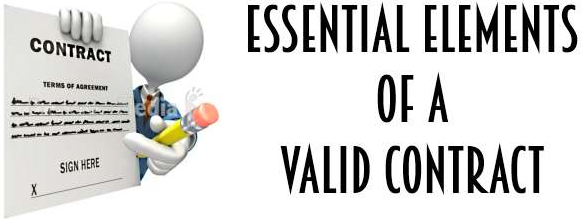 CONTRACT
TERMS OF AGREEMENT
SIGN HERE
X
ESSENTIAL ELEMENTS
OF A
VALID CONTRACT